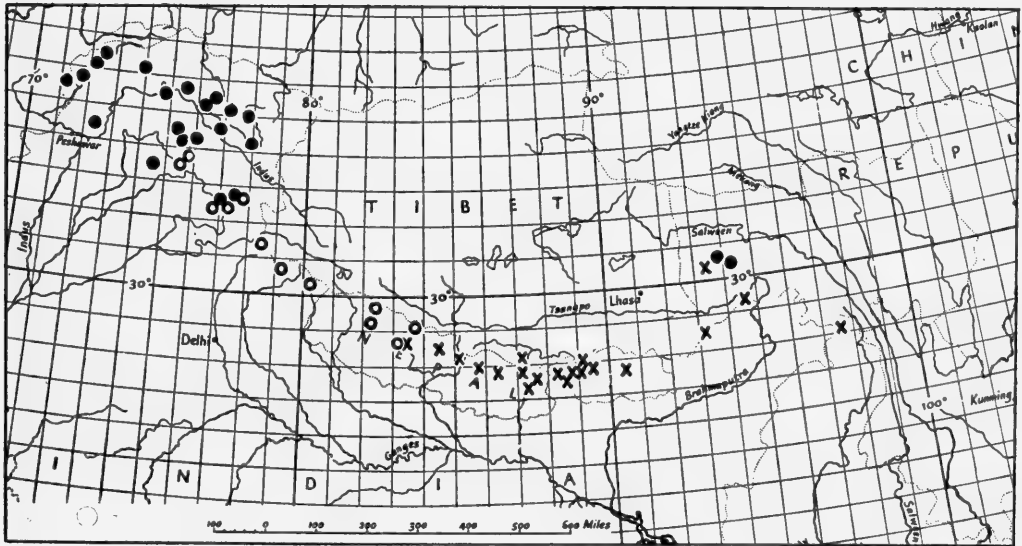 Hwang
Kaolan
C H I N
70°
80°
90°
Yangtze Kiang
Peshawar
Indus
Mekong
R E P U
T I B E T
Indus
Salween
30°
30°
30°
Tsangpo
Lhasa
Delhi
N E P A L
Brahmaputra
100°
Kunming
Ganges
I N D I A
Salween
100 0 100 200 300 400 500 600 Miles